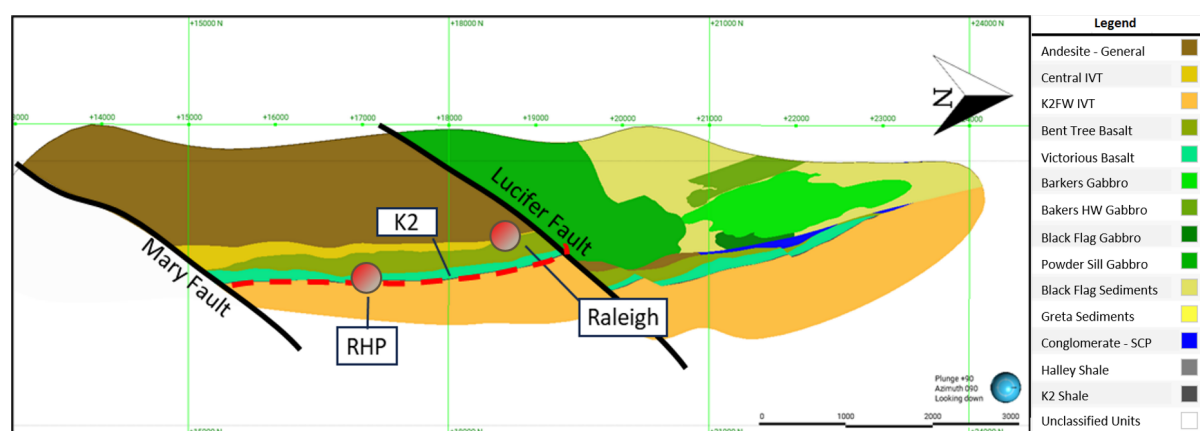 +15000 N
+18000 N
+21000 N
+24000 N
Legend
Andesite - General
Central IVT
K2FW IVT
Bent Tree Basalt
Victorious Basalt
Barkers Gabbro
Bakers HW Gabbro
Black Flag Gabbro
Powder Sill Gabbro
Black Flag Sediments
Greta Sediments
Conglomerate - SCP
Halley Shale
K2 Shale
Unclassified Units
N
+14000
+15000
+16000
+17000
+18000
+19000
+20000
+21000
+22000
+23000
Lucifer Fault
K2
Mary Fault
Raleigh
RHP
Plunge +90
Azimuth 090
Looking down
0
1000
2000
3000